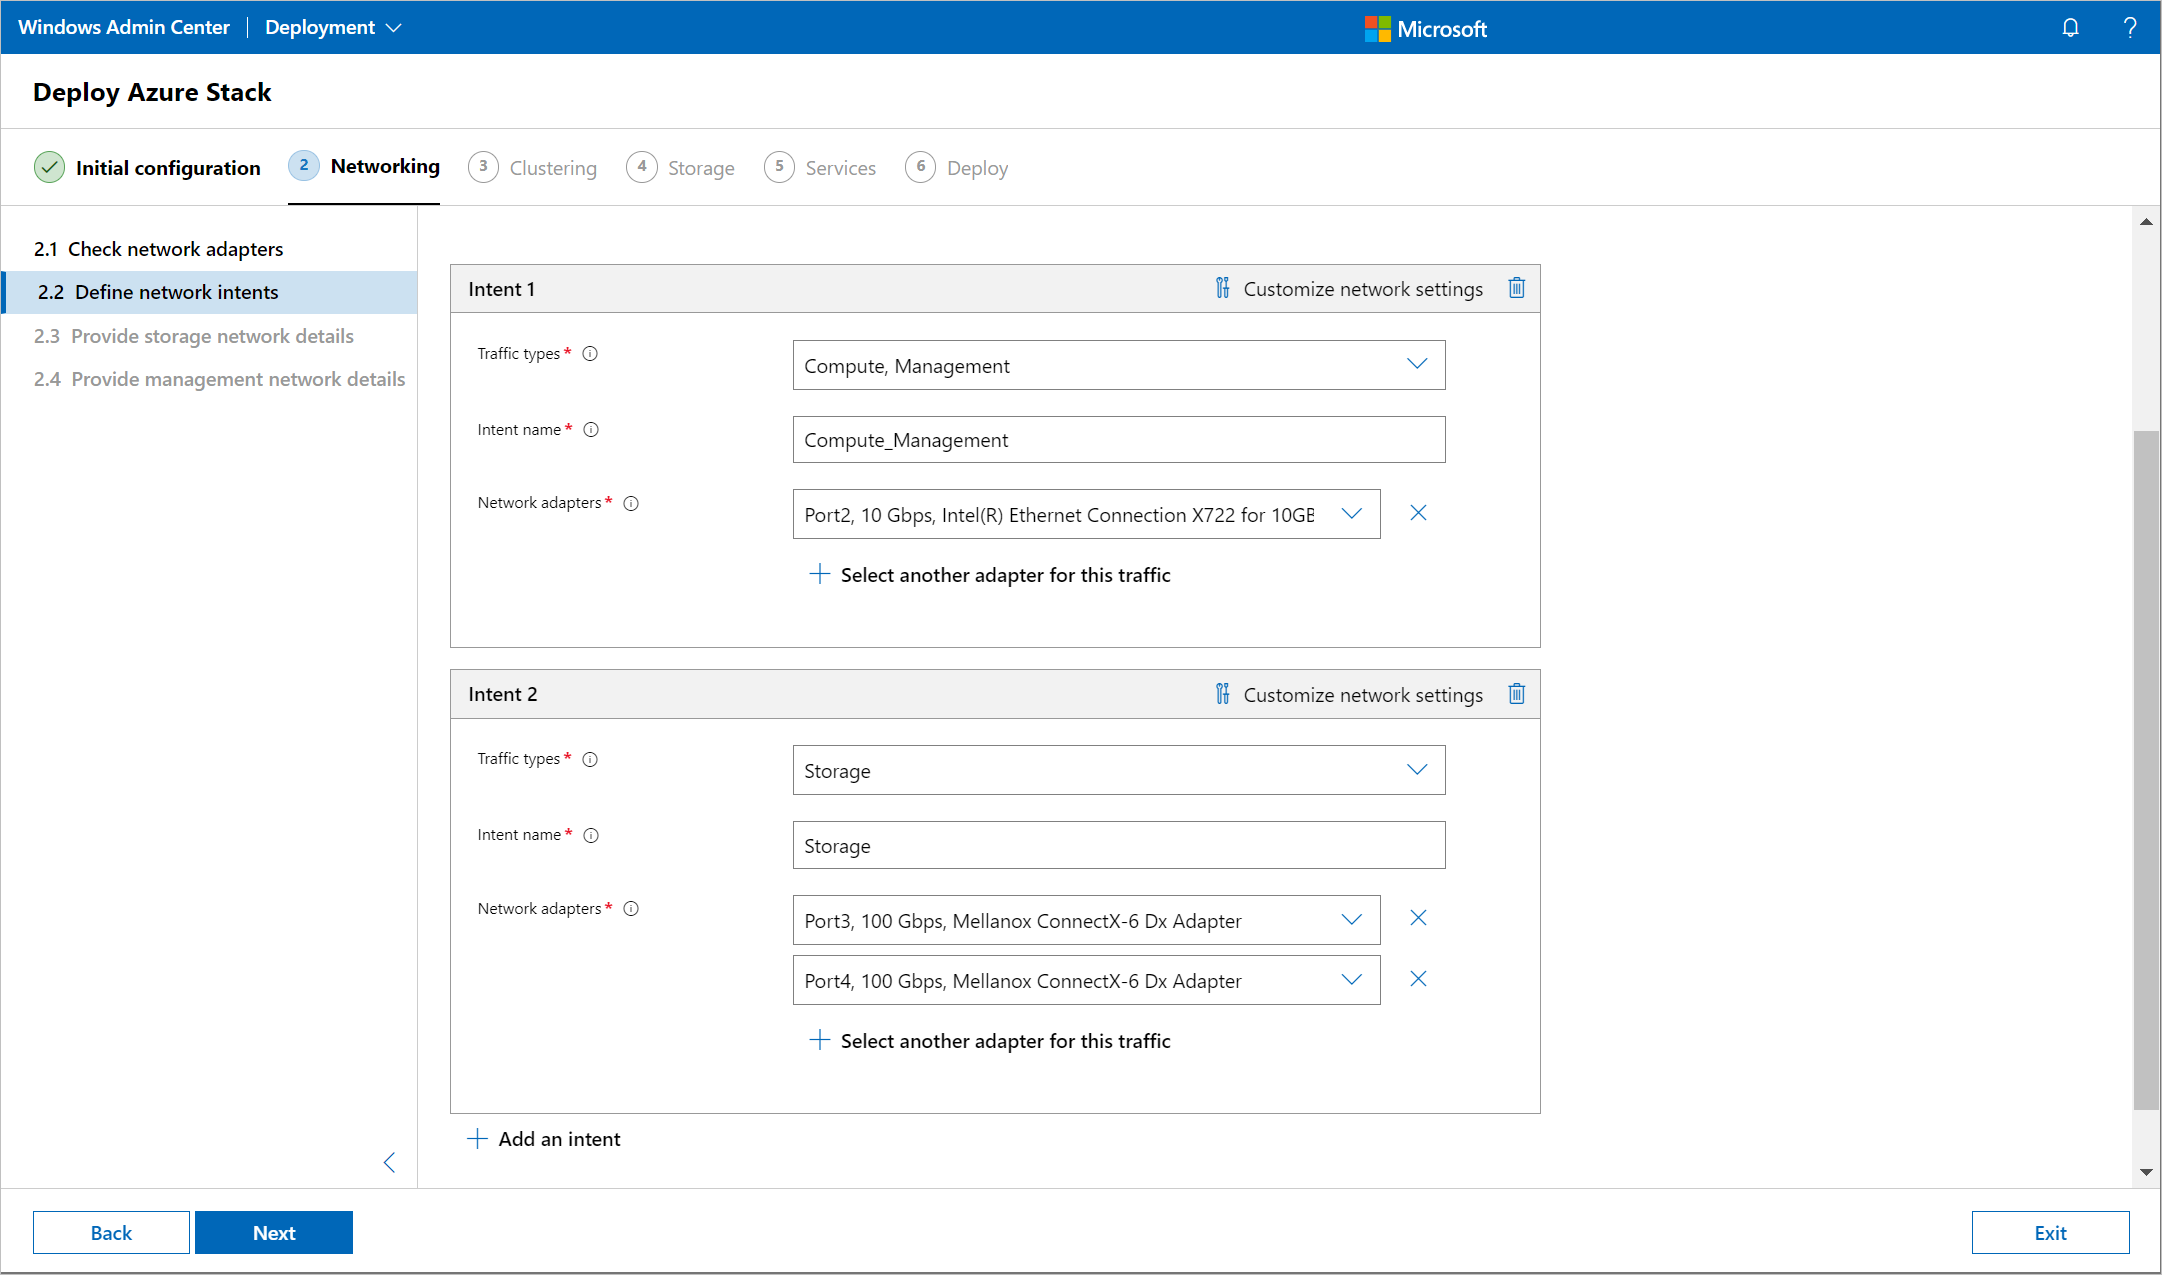 Windows Admin Center | Deployment
Microsoft
?
Deploy Azure Stack
Initial configuration
2 Networking
3 Clustering
4 Storage
5 Services
6 Deploy
2.1 Check network adapters
2.2 Define network intents
2.3 Provide storage network details
2.4 Provide management network details
Intent 1
Customize network settings
Traffic types *
Compute, Management
Intent name *
Compute_Management
Network adapters *
Port2, 10 Gbps, Intel(R) Ethernet Connection X722 for 10GB
Select another adapter for this traffic
Intent 2
Customize network settings
Traffic types *
Storage
Intent name *
Storage
Network adapters *
Port3, 100 Gbps, Mellanox ConnectX-6 Dx Adapter
Port4, 100 Gbps, Mellanox ConnectX-6 Dx Adapter
Select another adapter for this traffic
Add an intent
Back
Next
Exit